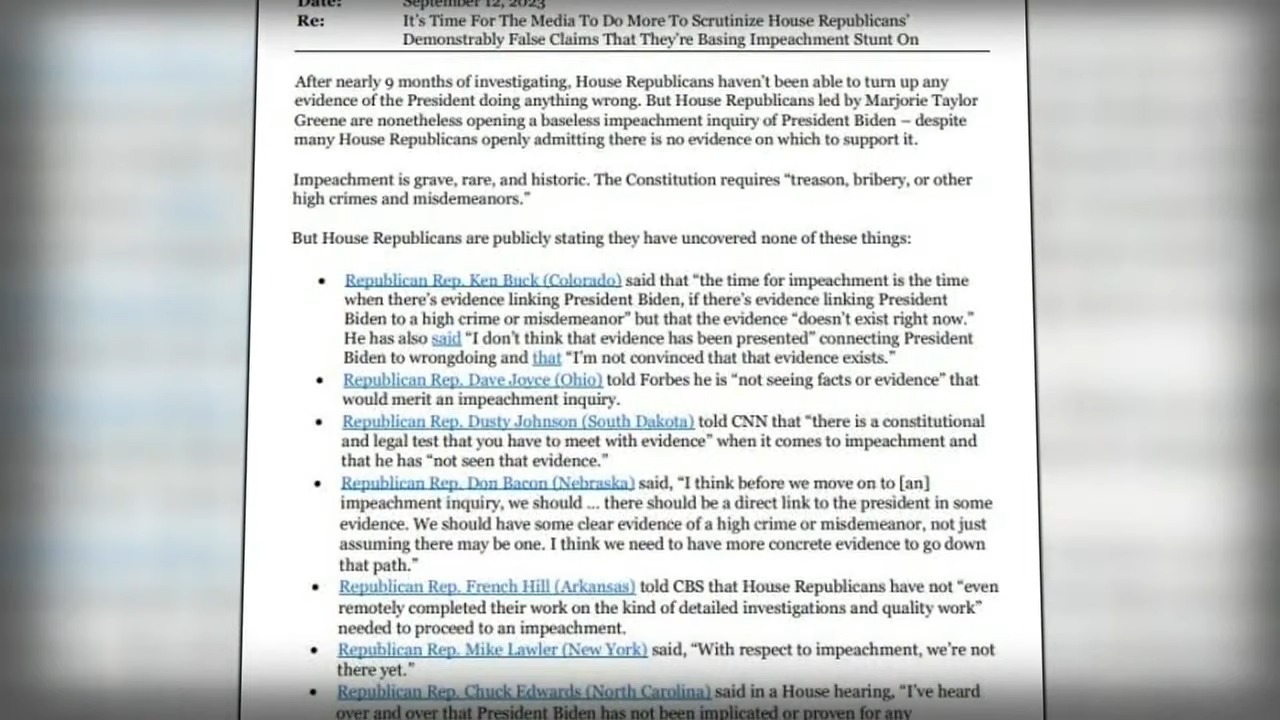 Date: September 12, 2023
Re: It's Time For The Media To Do More To Scrutinize House Republicans'
Demonstrably False Claims That They're Basing Impeachment Stunt On
After nearly 9 months of investigating, House Republicans haven't been able to turn up any
evidence of the President doing anything wrong. But House Republicans led by Marjorie Taylor
Greene are nonetheless opening a baseless impeachment inquiry of President Biden – despite
many House Republicans openly admitting there is no evidence on which to support it.
Impeachment is grave, rare, and historic. The Constitution requires "treason, bribery, or other
high crimes and misdemeanors."
But House Republicans are publicly stating they have uncovered none of these things:
• Republican Rep. Ken Buck (Colorado) said that "the time for impeachment is the time
when there's evidence linking President Biden, if there's evidence linking President
Biden to a high crime or misdemeanor" but that the evidence "doesn't exist right now."
He has also said "I don't think that evidence has been presented" connecting President
Biden to wrongdoing and that "I'm not convinced that that evidence exists."
• Republican Rep. Dave Joyce (Ohio) told Forbes he is "not seeing facts or evidence" that
would merit an impeachment inquiry.
• Republican Rep. Dusty Johnson (South Dakota) told CNN that "there is a constitutional
and legal test that you have to meet with evidence" when it comes to impeachment and
that he has "not seen that evidence."
• Republican Rep. Don Bacon (Nebraska) said, "I think before we move on to [an]
impeachment inquiry, we should ... there should be a direct link to the president in some
evidence. We should have some clear evidence of a high crime or misdemeanor, not just
assuming there may be one. I think we need to have more concrete evidence to go down
that path."
• Republican Rep. French Hill (Arkansas) told CBS that House Republicans have not "even
remotely completed their work on the kind of detailed investigations and quality work"
needed to proceed to an impeachment.
• Republican Rep. Mike Lawler (New York) said, "With respect to impeachment, we're not
there yet."
• Republican Rep. Chuck Edwards (North Carolina) said in a House hearing, "I've heard
over and over that President Biden has not been implicated or proven for any